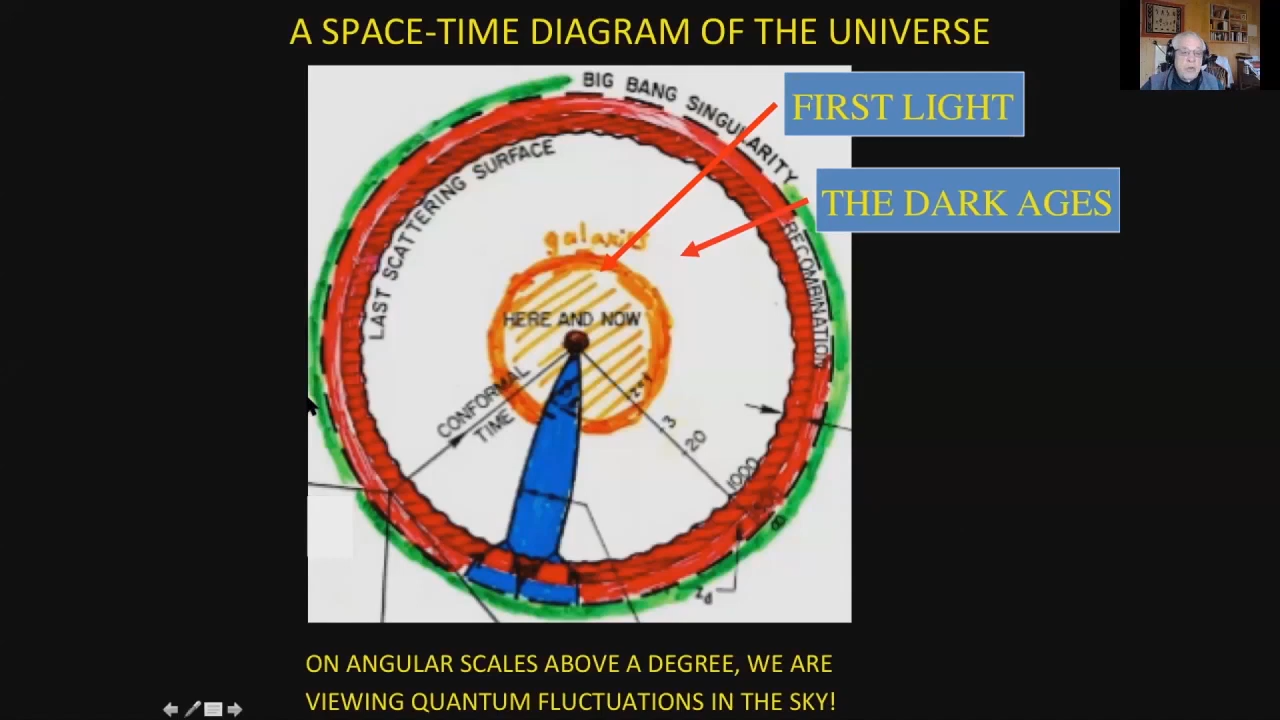 A SPACE-TIME DIAGRAM OF THE UNIVERSE
BIG BANG SINGULARITY
FIRST LIGHT
THE DARK AGES
LAST SCATTERING SURFACE
RECOMBINATION
galaxies
HERE AND NOW
CONFORMAL
TIME
z=1
3
20
1000
∞
ON ANGULAR SCALES ABOVE A DEGREE, WE ARE
VIEWING QUANTUM FLUCTUATIONS IN THE SKY!